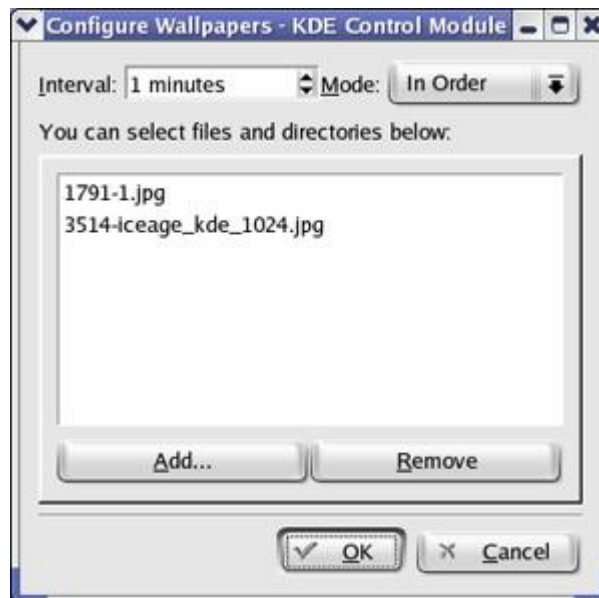 Configure Wallpapers - KDE Control Module
Interval: 1 minutes Mode: In Order
You can select files and directories below:
1791-1.jpg
3514-iceage_kde_1024.jpg
Add... Remove
OK Cancel